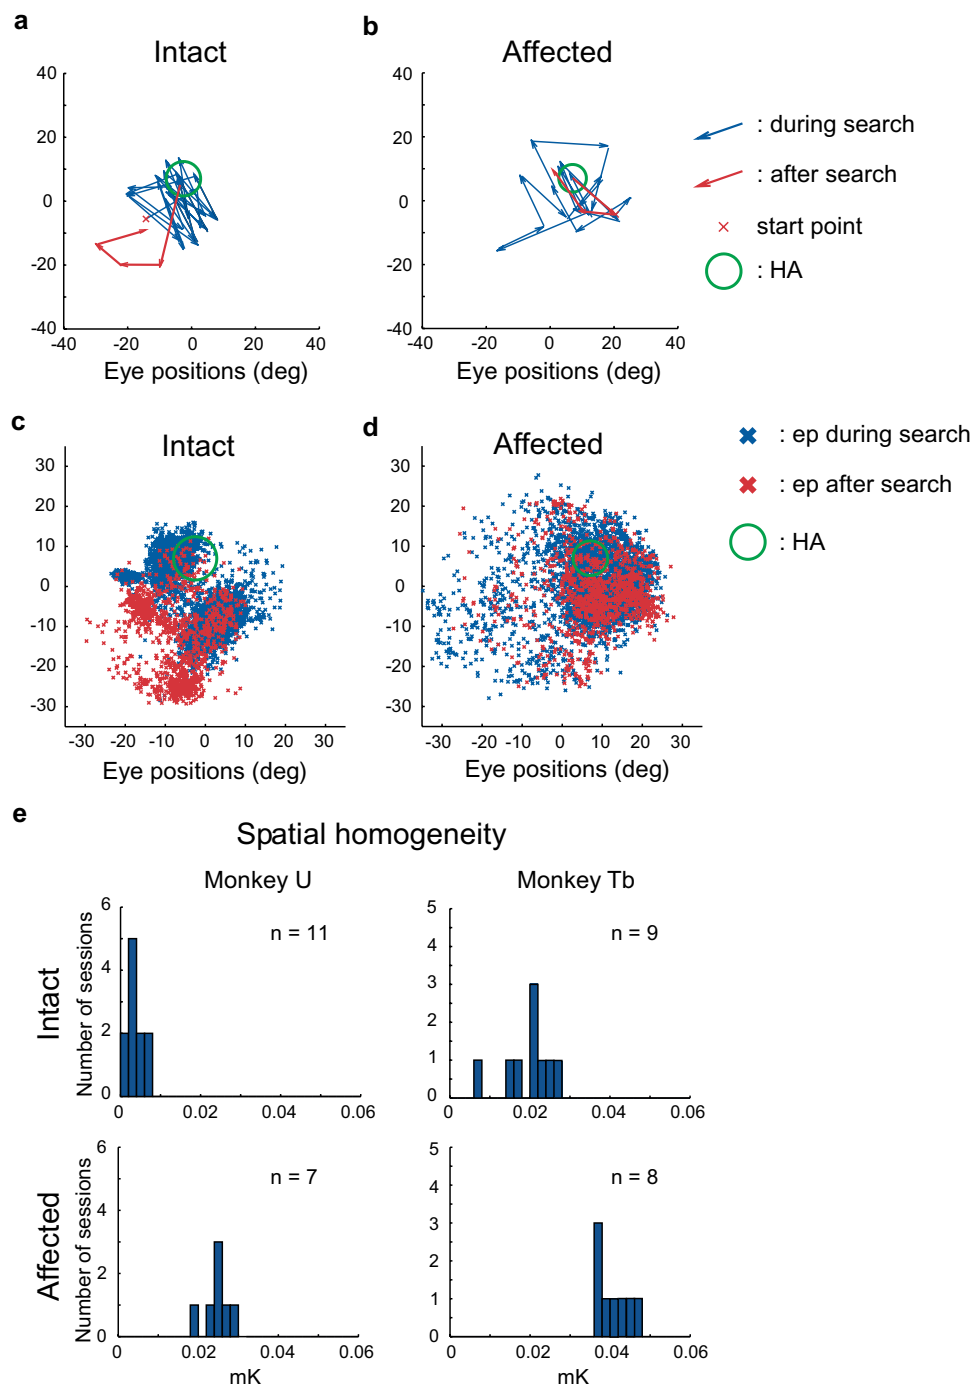 a
Intact
40
20
0
-20
-40
-40
-20
0
20
40
Eye positions (deg)
b
Affected
40
20
0
-20
-40
-40
-20
0
20
40
Eye positions (deg)
: during search
: after search
start point
: HA
c
Intact
30
20
10
0
-10
-20
-30
-30
-20
-10
0
10
20
30
Eye positions (deg)
d
Affected
30
20
10
0
-10
-20
-30
-30
-20
-10
0
10
20
30
Eye positions (deg)
: ep during search
: ep after search
: HA
e
Spatial homogeneity
Monkey U
Monkey Tb
Intact
Number of sessions
6
4
2
0
n = 11
0
0.02
0.04
0.06
5
4
3
2
1
0
n = 9
0
0.02
0.04
0.06
Affected
Number of sessions
6
4
2
0
n = 7
0
0.02
0.04
0.06
mK
5
4
3
2
1
0
n = 8
0
0.02
0.04
0.06
mK